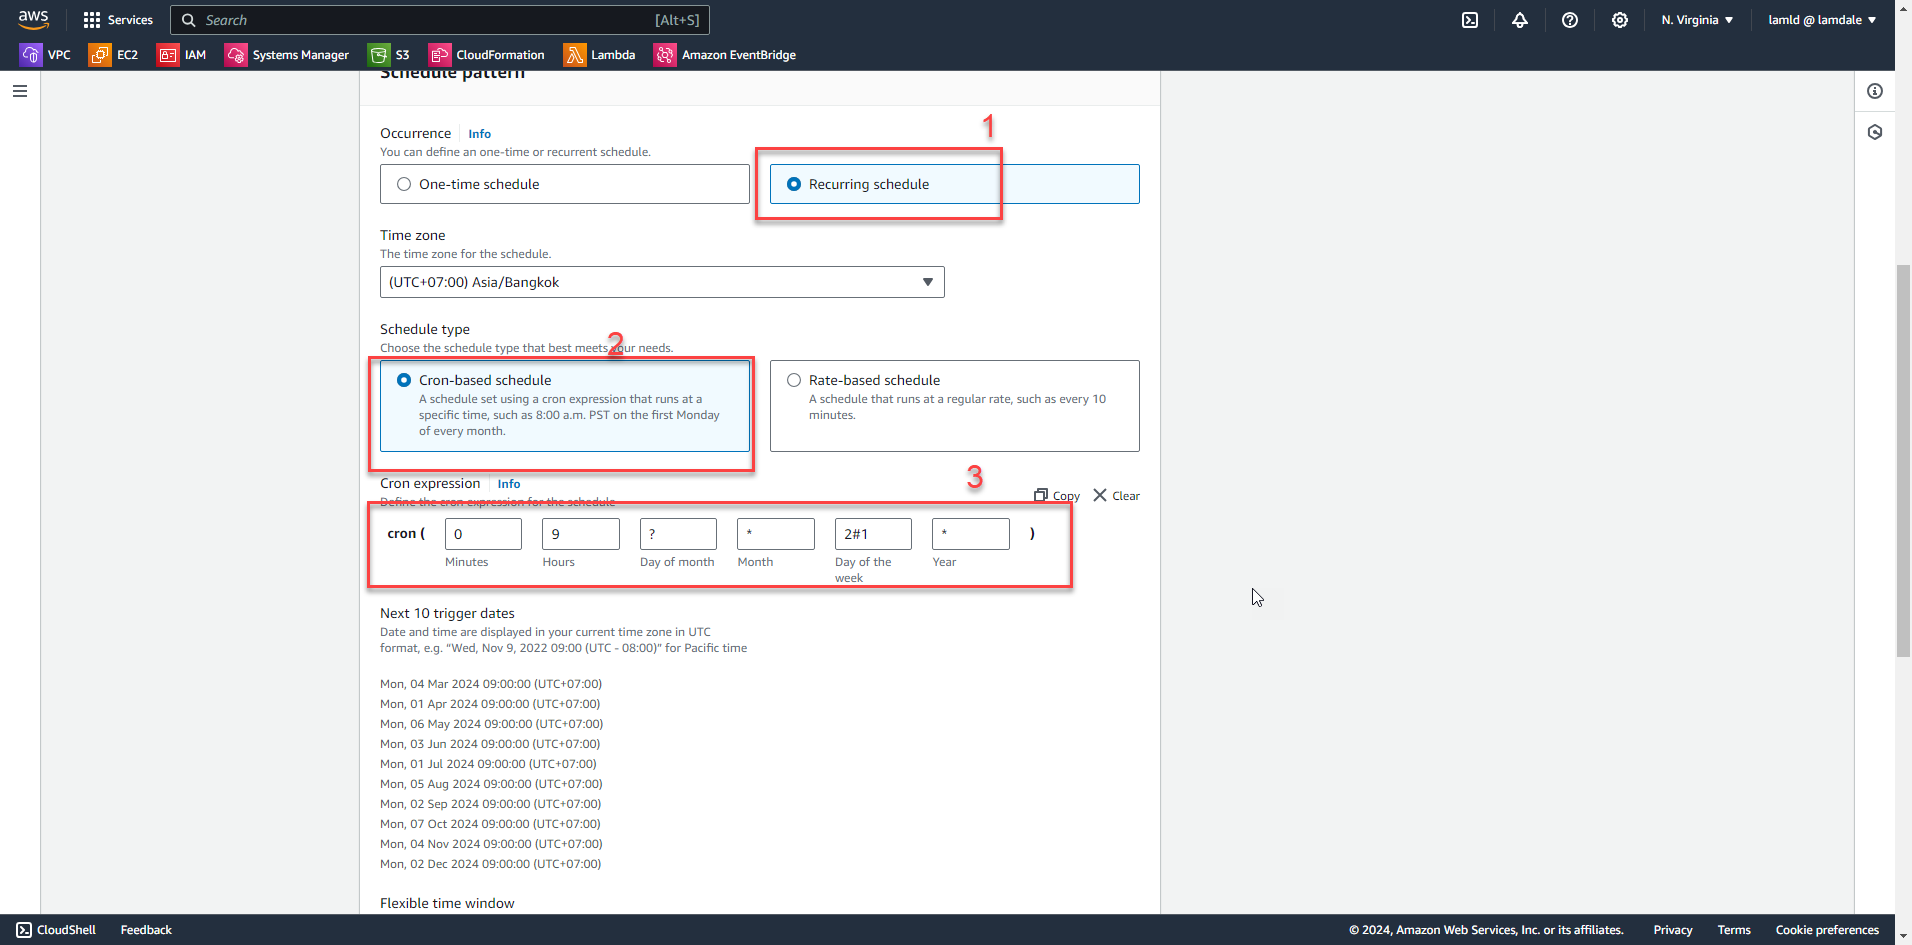 aws
Services
Search
[Alt+S]
N. Virginia
lamld @ lamdale
VPC
EC2
IAM
Systems Manager
S3
CloudFormation
Lambda
Amazon EventBridge
Schedule pattern
1
Occurrence
Info
You can define an one-time or recurrent schedule.
One-time schedule
Recurring schedule
Time zone
The time zone for the schedule.
(UTC+07:00) Asia/Bangkok
Schedule type
2
Choose the schedule type that best meets your needs.
Cron-based schedule
A schedule set using a cron expression that runs at a
specific time, such as 8:00 a.m. PST on the first Monday
of every month.
Rate-based schedule
A schedule that runs at a regular rate, such as every 10
minutes.
3
Cron expression
Info
Define the cron expression for the schedule
Copy
Clear
cron (
0
9
?
*
2#1
*
)
Minutes
Hours
Day of month
Month
Day of the
week
Year
Next 10 trigger dates
Date and time are displayed in your current time zone in UTC
format, e.g. "Wed, Nov 9, 2022 09:00 (UTC - 08:00)" for Pacific time
Mon, 04 Mar 2024 09:00:00 (UTC+07:00)
Mon, 01 Apr 2024 09:00:00 (UTC+07:00)
Mon, 06 May 2024 09:00:00 (UTC+07:00)
Mon, 03 Jun 2024 09:00:00 (UTC+07:00)
Mon, 01 Jul 2024 09:00:00 (UTC+07:00)
Mon, 05 Aug 2024 09:00:00 (UTC+07:00)
Mon, 02 Sep 2024 09:00:00 (UTC+07:00)
Mon, 07 Oct 2024 09:00:00 (UTC+07:00)
Mon, 04 Nov 2024 09:00:00 (UTC+07:00)
Mon, 02 Dec 2024 09:00:00 (UTC+07:00)
Flexible time window
CloudShell
Feedback
© 2024, Amazon Web Services, Inc. or its affiliates.
Privacy
Terms
Cookie preferences